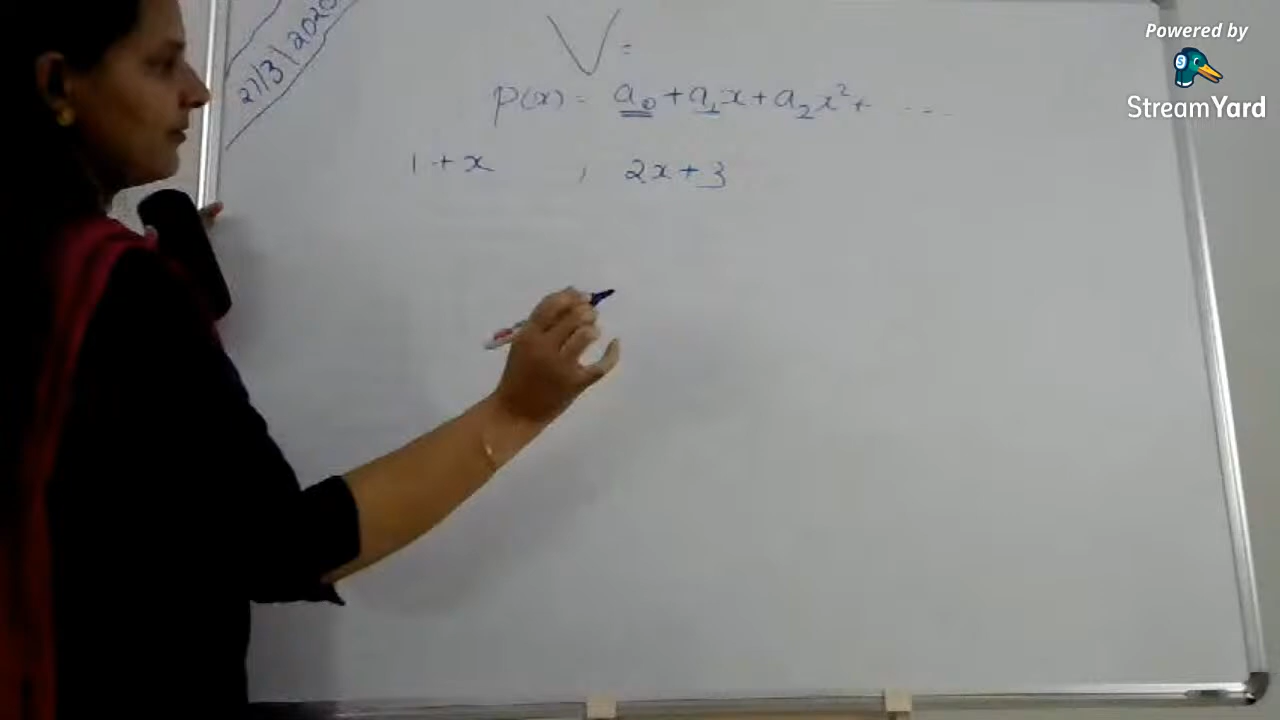 27/3/2020
V =
p(x) = a₀ + a₁x + a₂x² + .....
1 + x , 2x + 3
Powered by
StreamYard